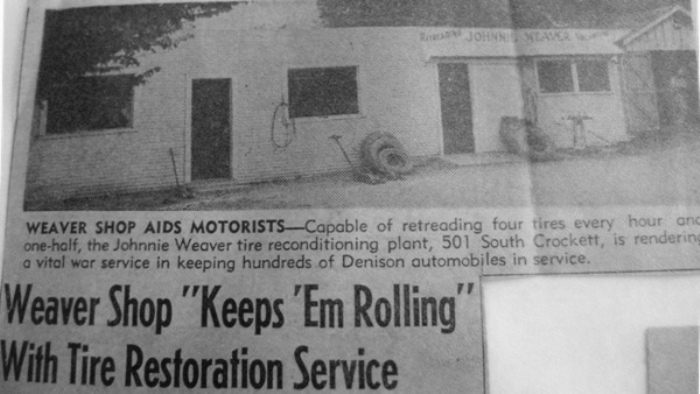 RETREADING JOHNNIE WEAVER
WEAVER SHOP AIDS MOTORISTS—Capable of retreading four tires every hour and
one-half, the Johnnie Weaver tire reconditioning plant, 501 South Crockett, is rendering
a vital war service in keeping hundreds of Denison automobiles in service.
Weaver Shop "Keeps 'Em Rolling"
With Tire Restoration Service